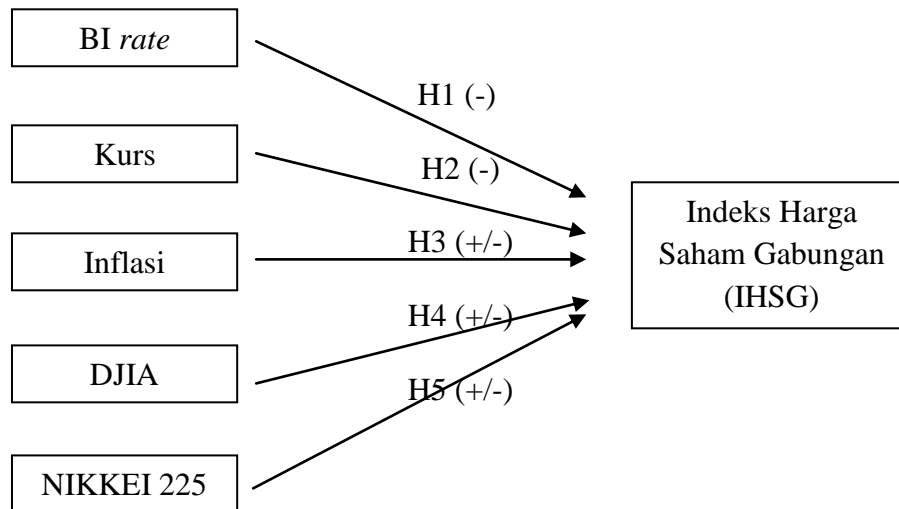 BI rate
H1 (-)
Kurs
H2 (-)
Inflasi
H3 (+/-)
DJIA
H4 (+/-)
NIKKEI 225
H5 (+/-)
Indeks Harga
Saham Gabungan
(IHSG)